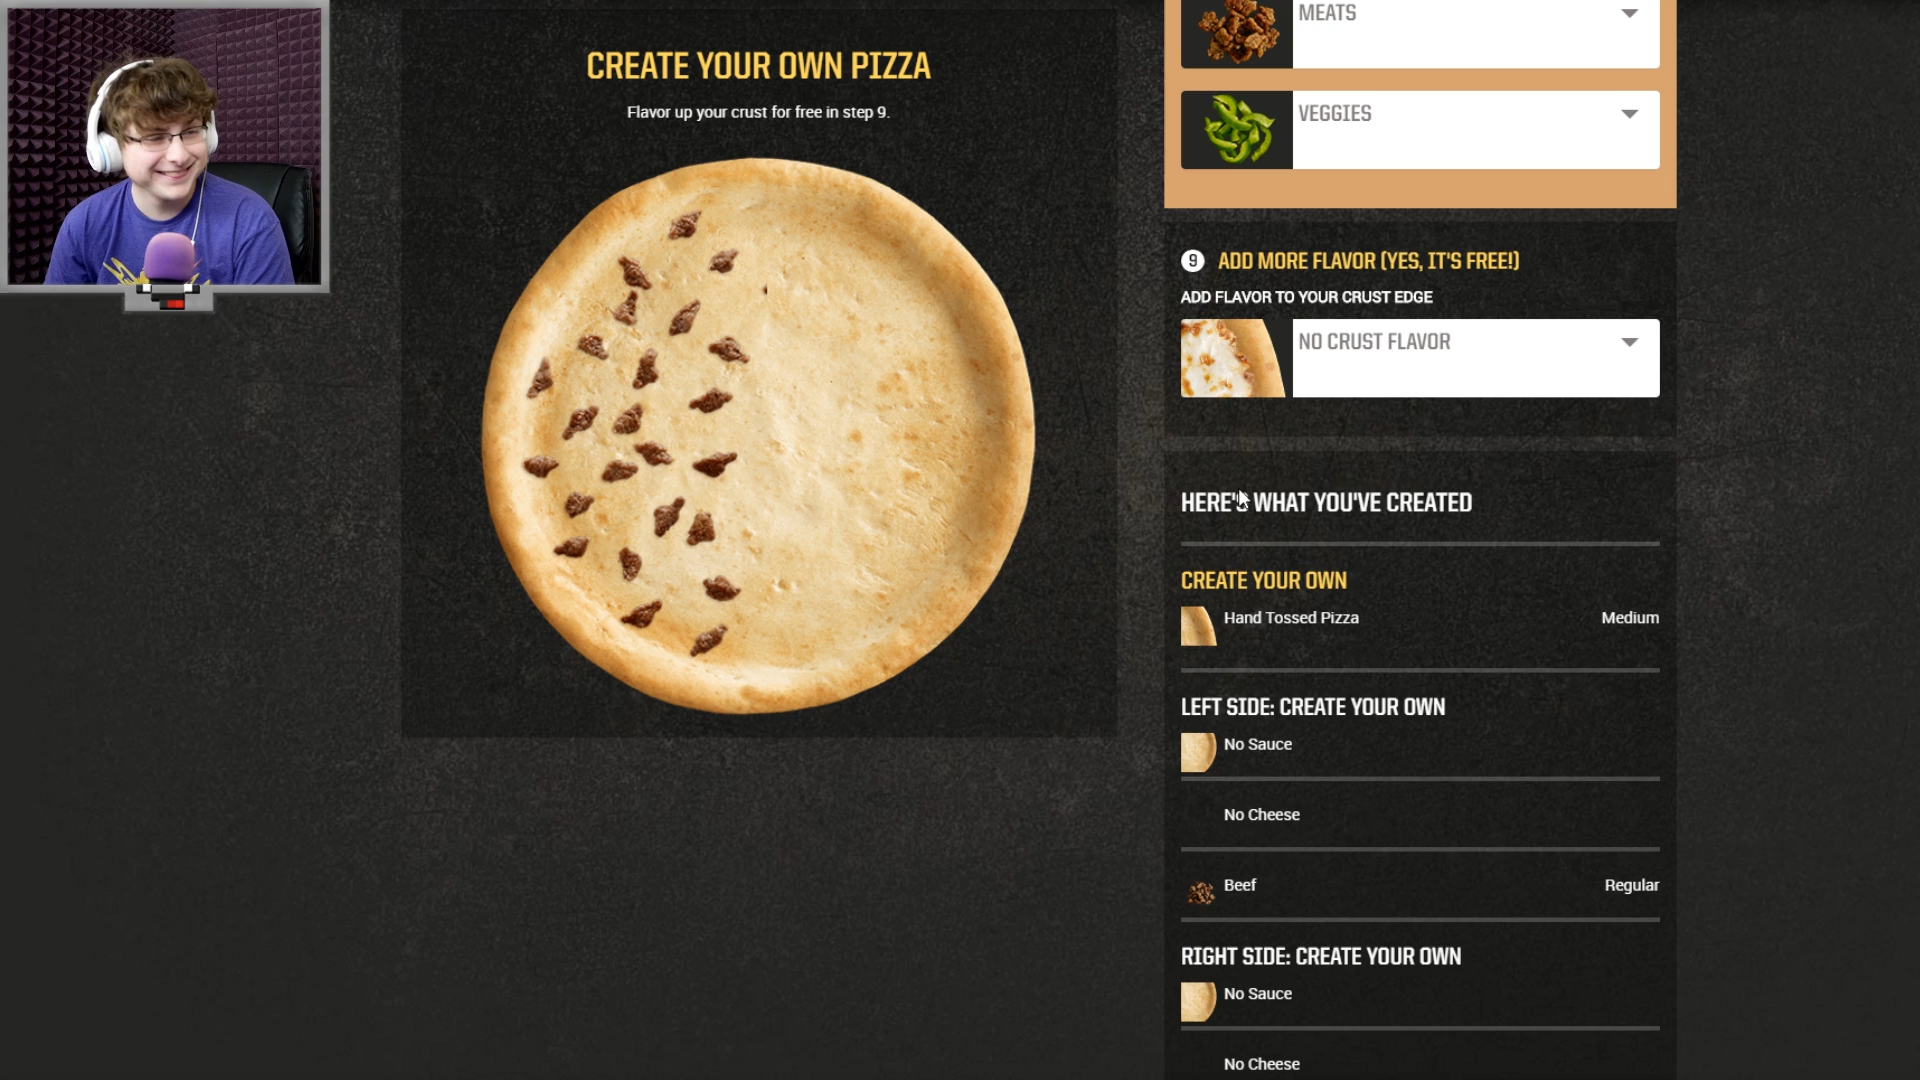 CREATE YOUR OWN PIZZA
Flavor up your crust for free in step 9.
MEATS
VEGGIES
9 ADD MORE FLAVOR (YES, IT'S FREE!)
ADD FLAVOR TO YOUR CRUST EDGE
NO CRUST FLAVOR
HERE'S WHAT YOU'VE CREATED
CREATE YOUR OWN
Hand Tossed Pizza Medium
LEFT SIDE: CREATE YOUR OWN
No Sauce
No Cheese
Beef Regular
RIGHT SIDE: CREATE YOUR OWN
No Sauce
No Cheese